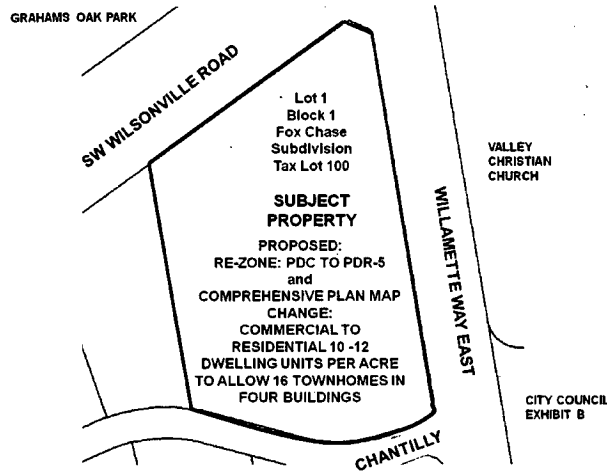 GRAHAMS OAK PARK
SW WILSONVILLE ROAD
Lot 1
Block 1
Fox Chase
Subdivision
Tax Lot 100
SUBJECT
PROPERTY
PROPOSED:
RE-ZONE: PDC TO PDR-5
and
COMPREHENSIVE PLAN MAP
CHANGE:
COMMERCIAL TO
RESIDENTIAL 10 -12
DWELLING UNITS PER ACRE
TO ALLOW 16 TOWNHOMES IN
FOUR BUILDINGS
VALLEY
CHRISTIAN
CHURCH
WILLAMETTE WAY EAST
CHANTILLY
CITY COUNCIL
EXHIBIT B